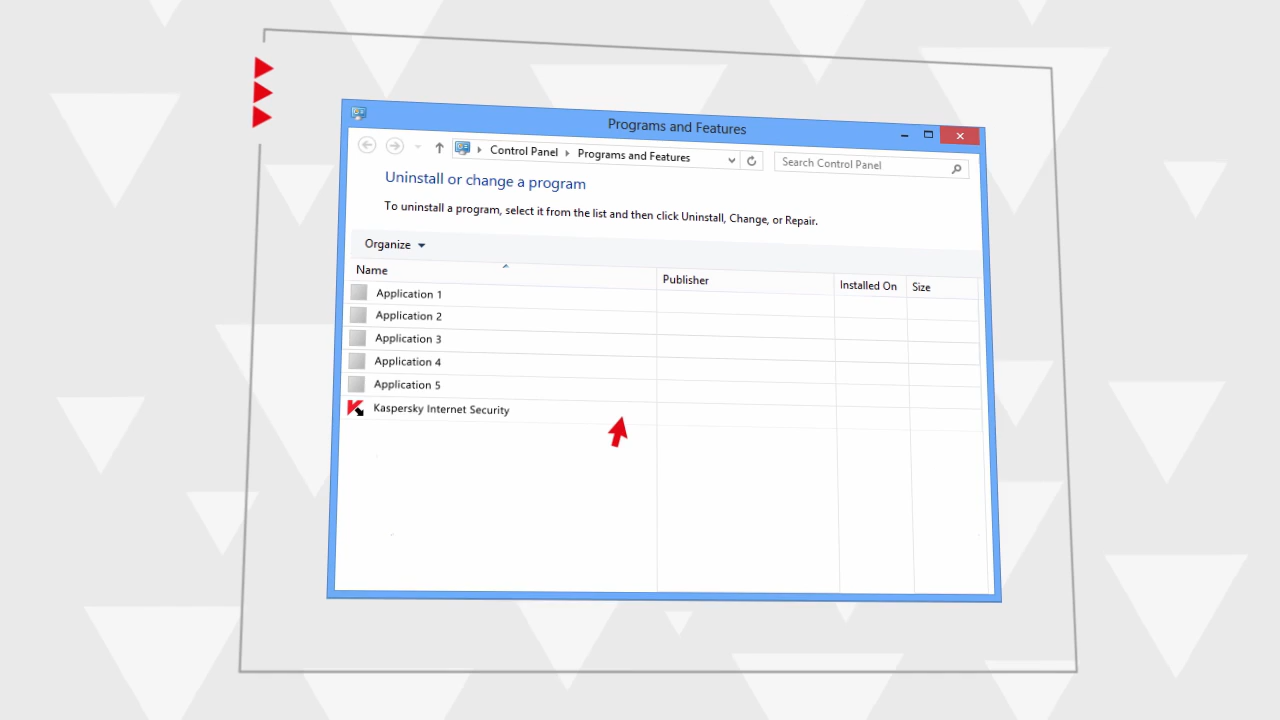 Programs and Features
Control Panel Programs and Features
Search Control Panel
Uninstall or change a program
To uninstall a program, select it from the list and then click Uninstall, Change, or Repair.
Organize
Name Publisher Installed On Size
Application 1
Application 2
Application 3
Application 4
Application 5
Kaspersky Internet Security